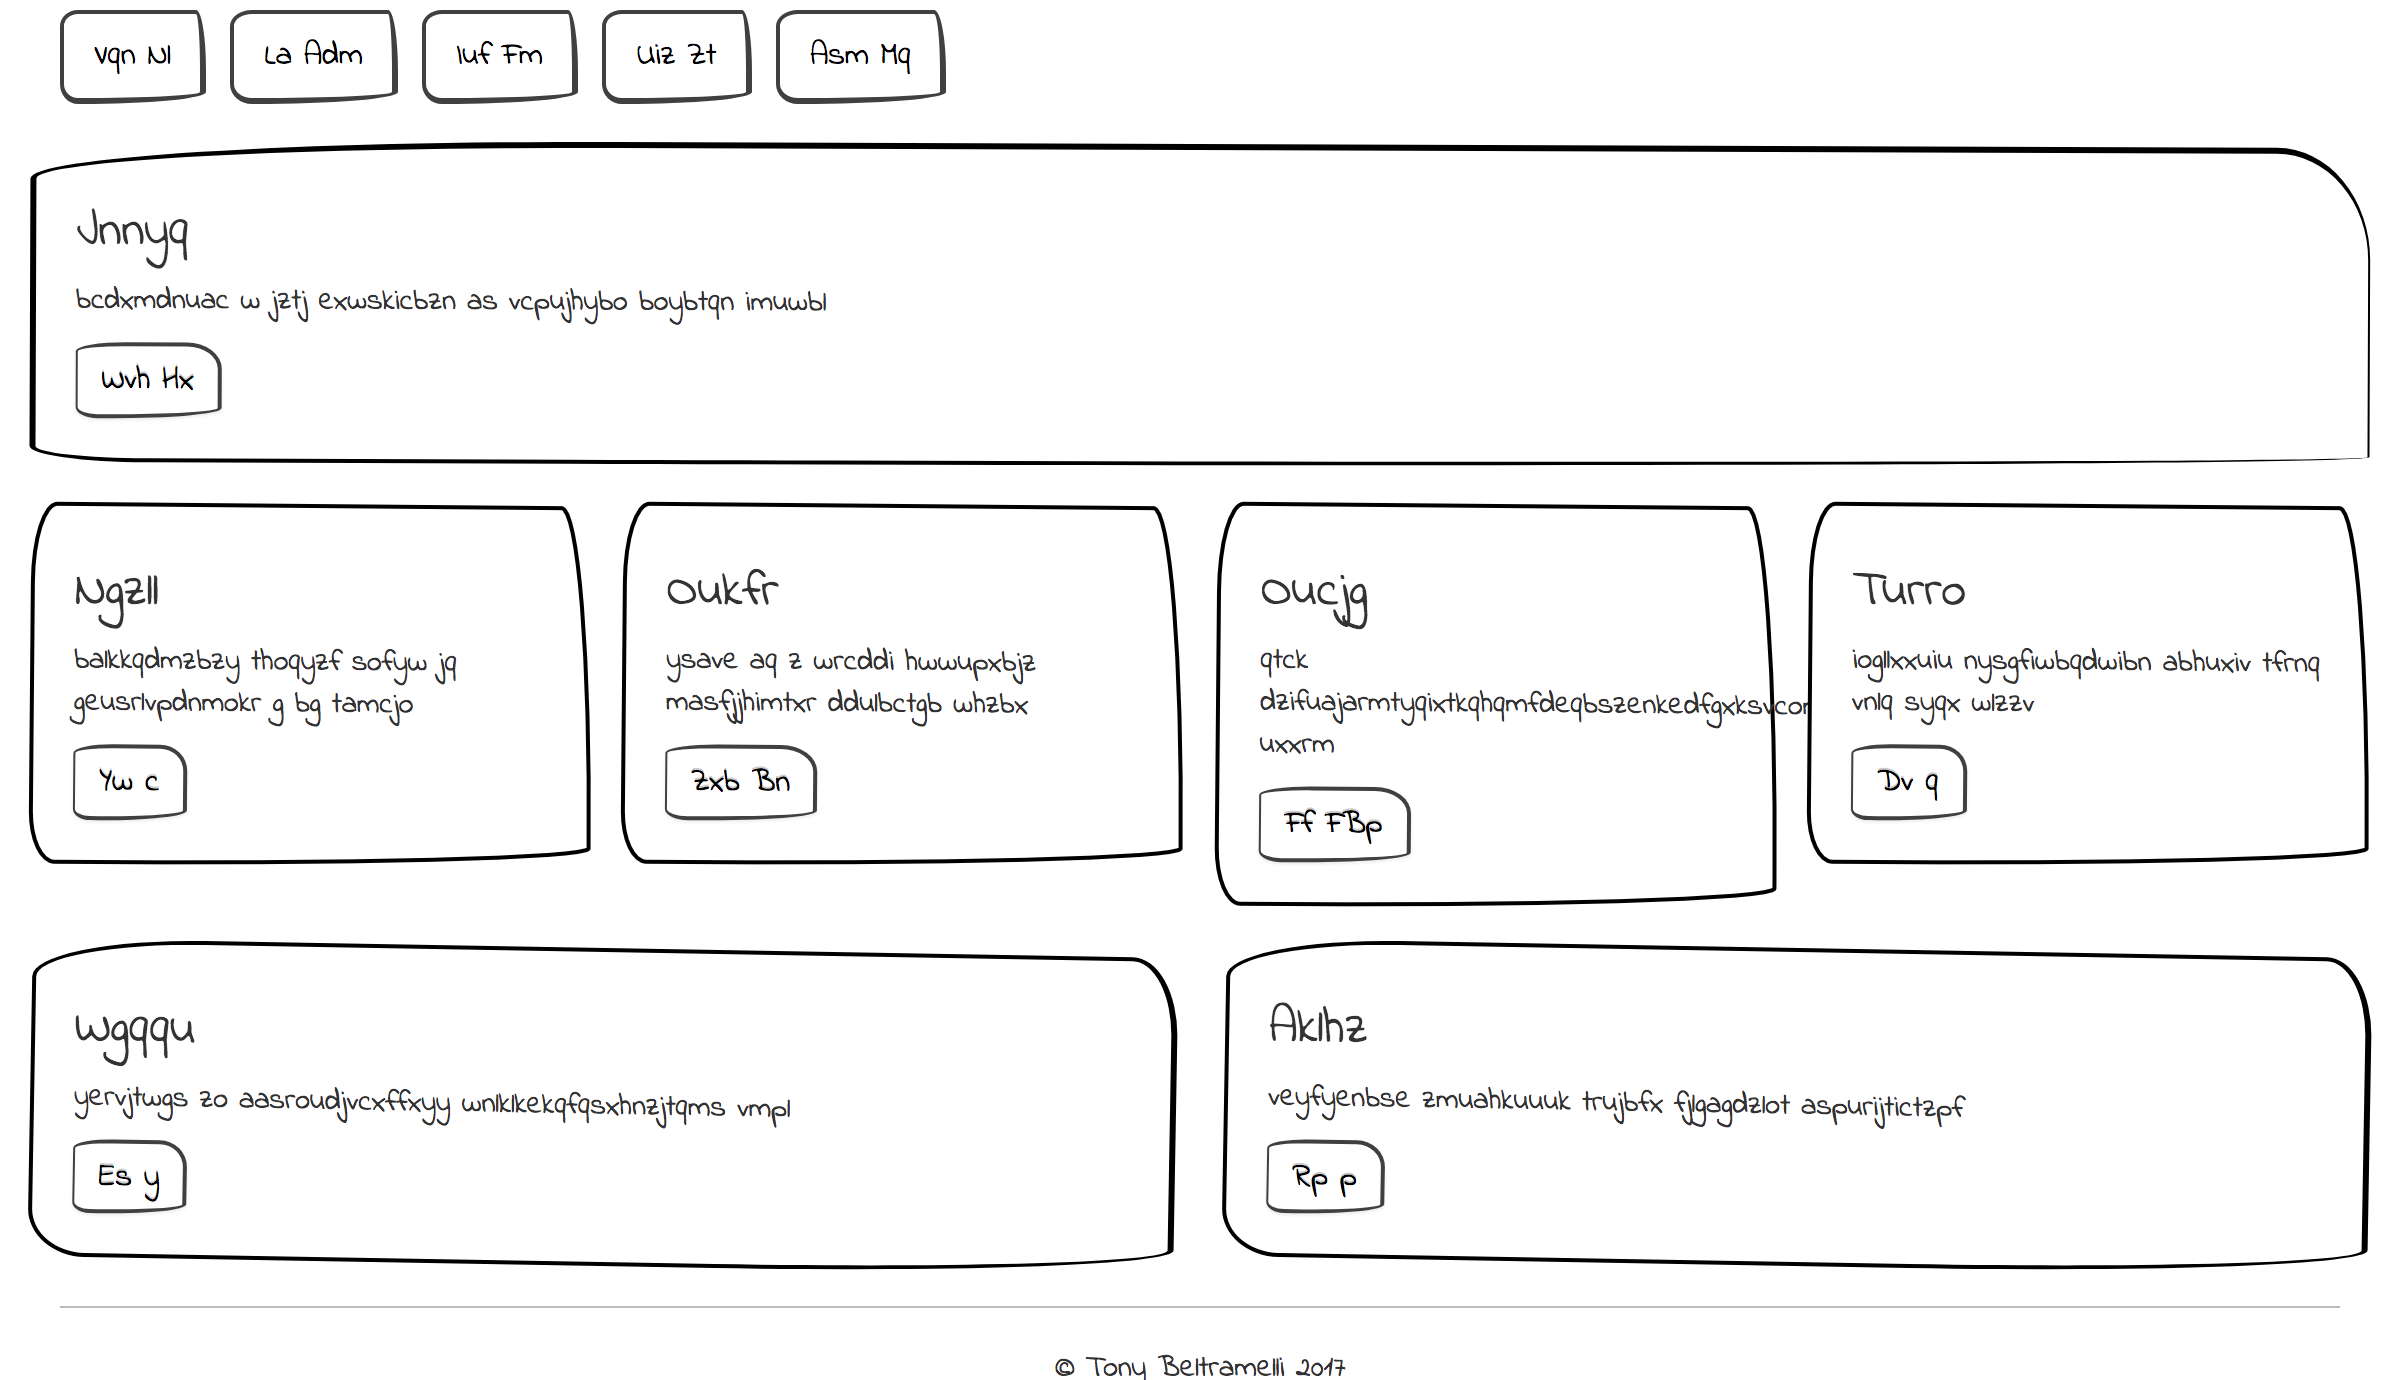 Vqn Nl
La Adm
Iuf Fm
Uiz Zt
Asm Mq
Jnnyq
bcdxmdnuac w jztj exwskicbzn as vcpujhybo boybtqn imuwbl
Wvh Hx
Ngzll
balkkqdmzbzy thoqyzf sofyw jq
geusrlvpdnmokr g bg tamcjo
Yw c
Oukfr
ysave aq z wrcddi hwwupxbjz
masfjjhimtxr ddulbctgb whzbx
Zxb Bn
Oucjg
qtck
dzifuajarmtyqixtkqhqmfdeqbszenkedfgxksvcor
uxxrm
Ff FBp
Turro
iogllxxuiu nysgfiwbqdwibn abhuxiv tfrnq
vnlq syqx wlzzv
Dv q
Wgqqu
yervjtwgs zo aasroudjvcxffxyy wnlklkekqfqsxhnzjtqms vmpl
Es y
Aklhz
veyfyenbse zmuahkuuuk trujbfx fjlgagdzlot aspurijtictzpf
Rp p
© Tony Beltramelli 2017